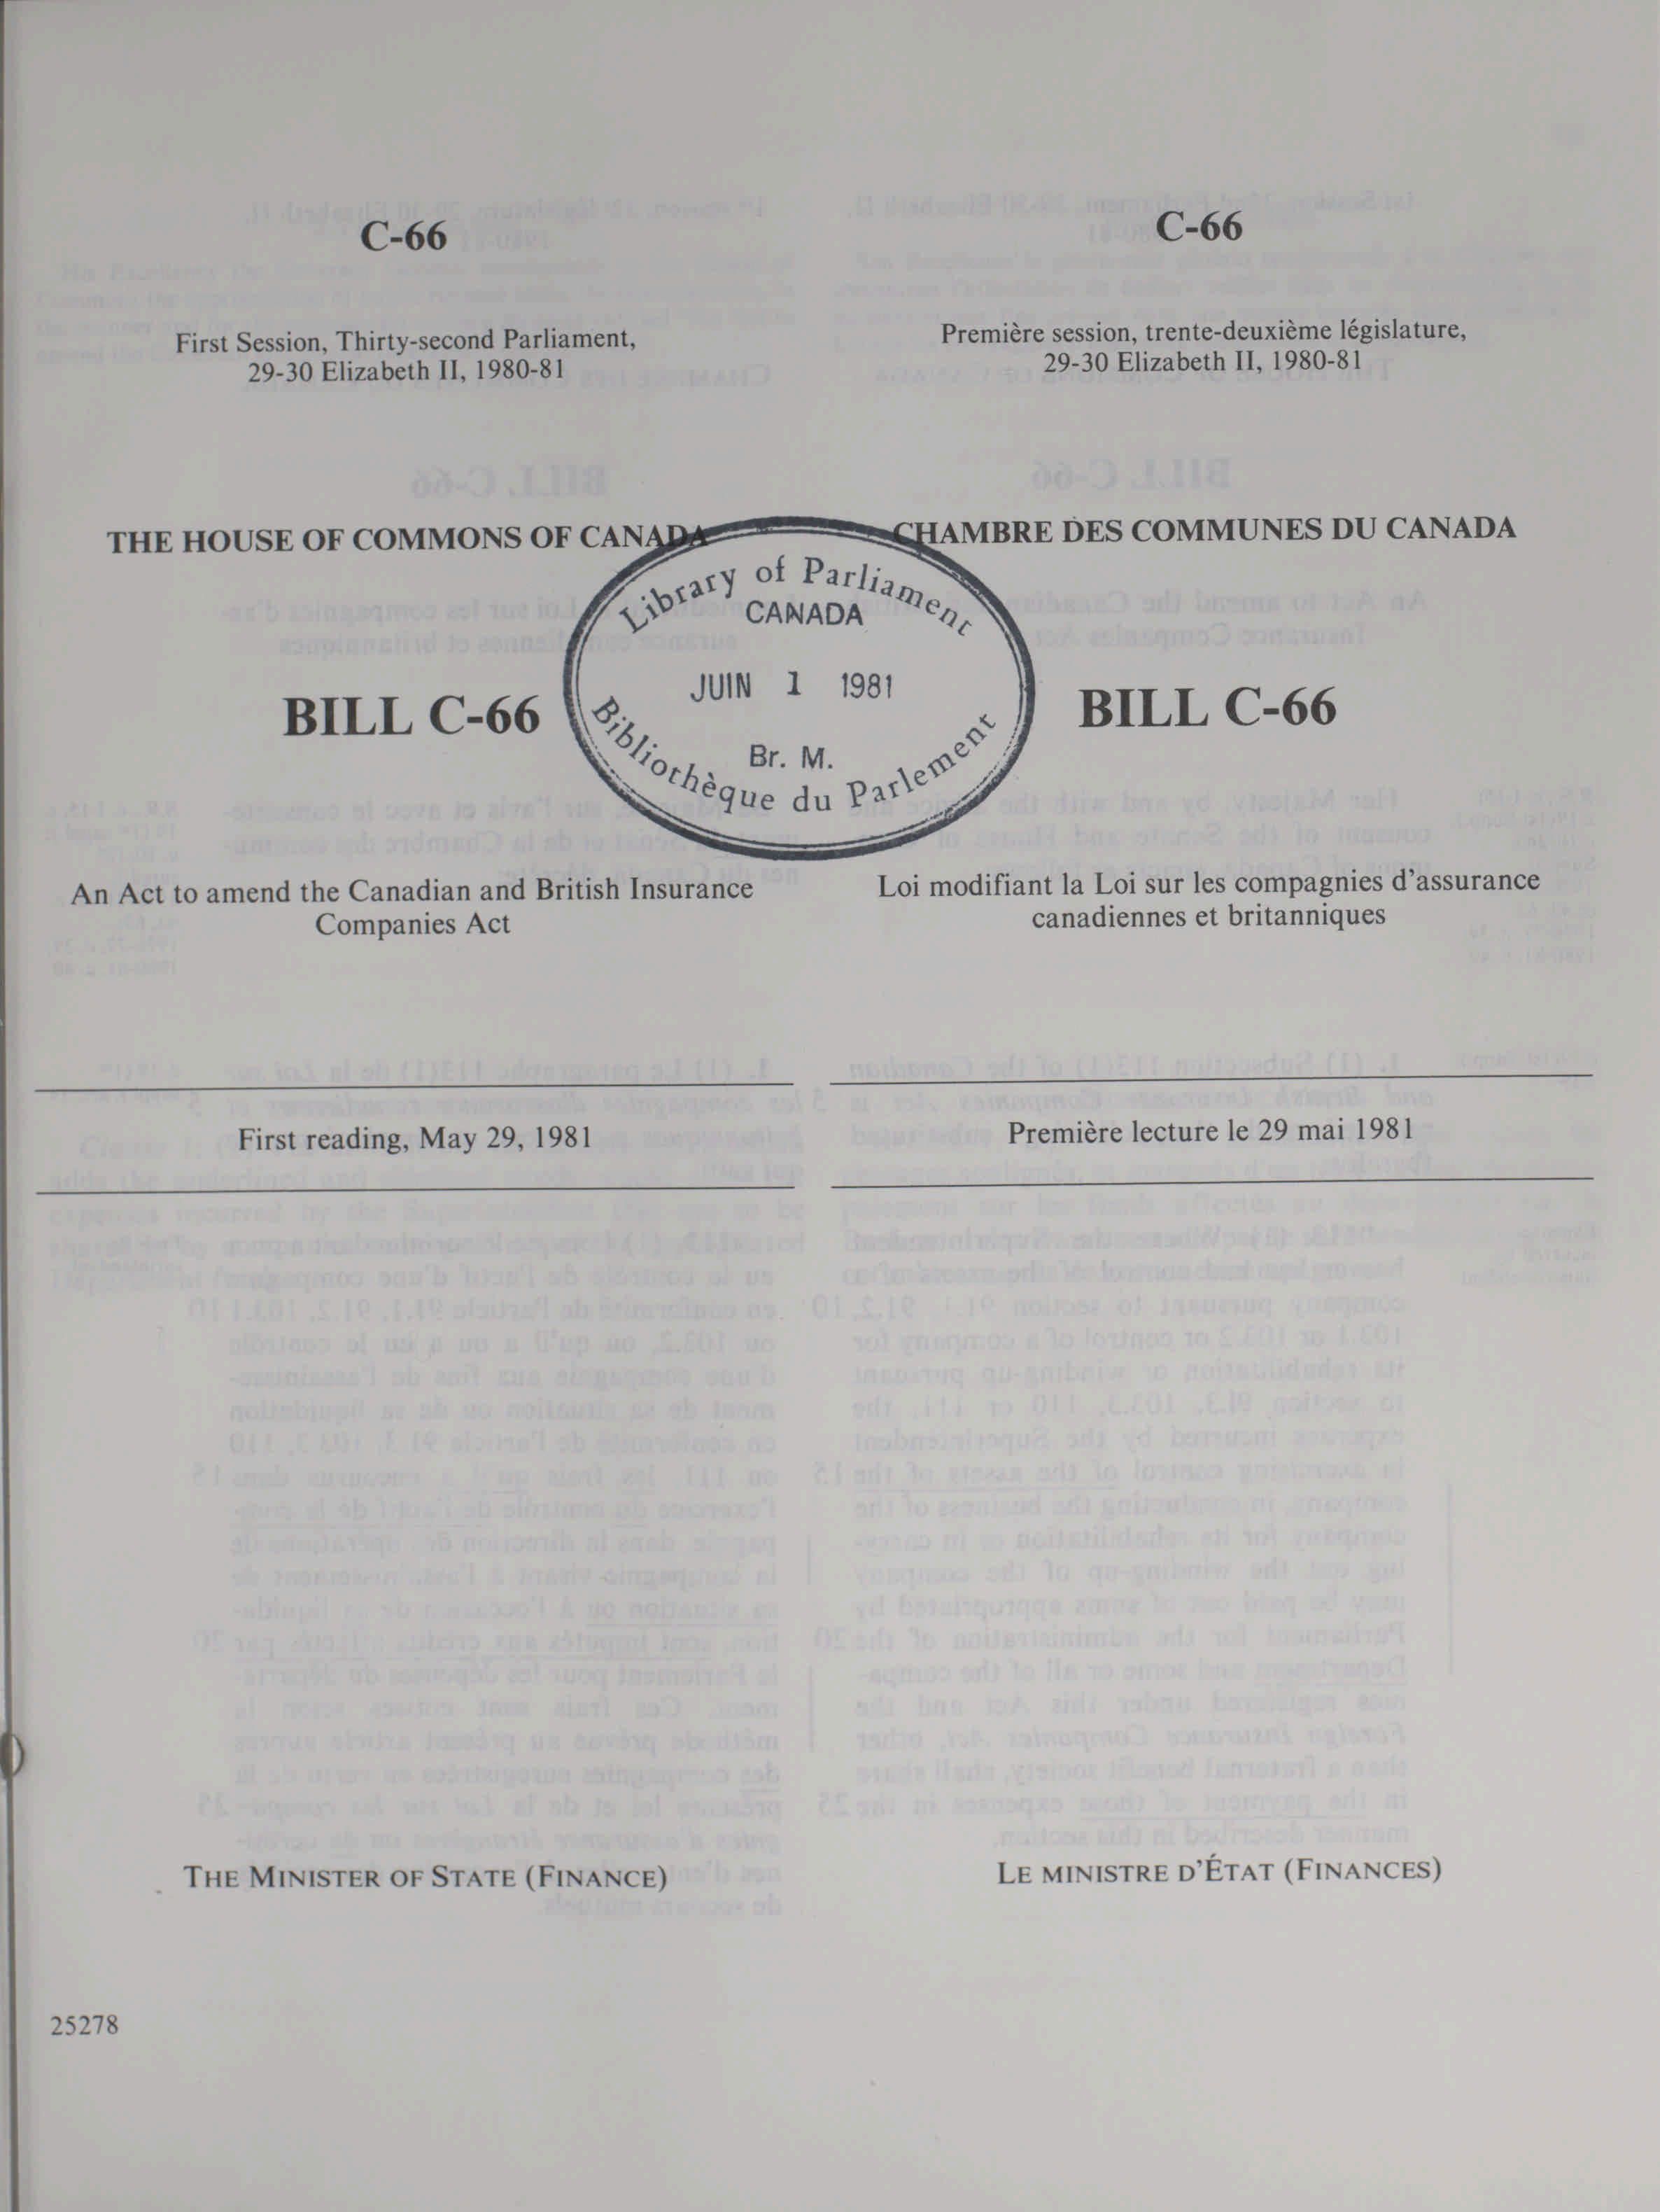 C-66
First Session, Thirty-second Parliament,
29-30 Elizabeth II, 1980-81
THE HOUSE OF COMMONS OF CANADA
BILL C-66
An Act to amend the Canadian and British Insurance
Companies Act
First reading, May 29, 1981
THE MINISTER OF STATE (FINANCE)
25278
C-66
Première session, trente-deuxième législature,
29-30 Elizabeth II, 1980-81
CHAMBRE DES COMMUNES DU CANADA
BILL C-66
Loi modifiant la Loi sur les compagnies d'assurance
canadiennes et britanniques
Première lecture le 29 mai 1981
LE MINISTRE D'ÉTAT (FINANCES)
Library of Parliament
CANADA
JUIN 1 1981
Br. M.
Bibliothèque du Parlement